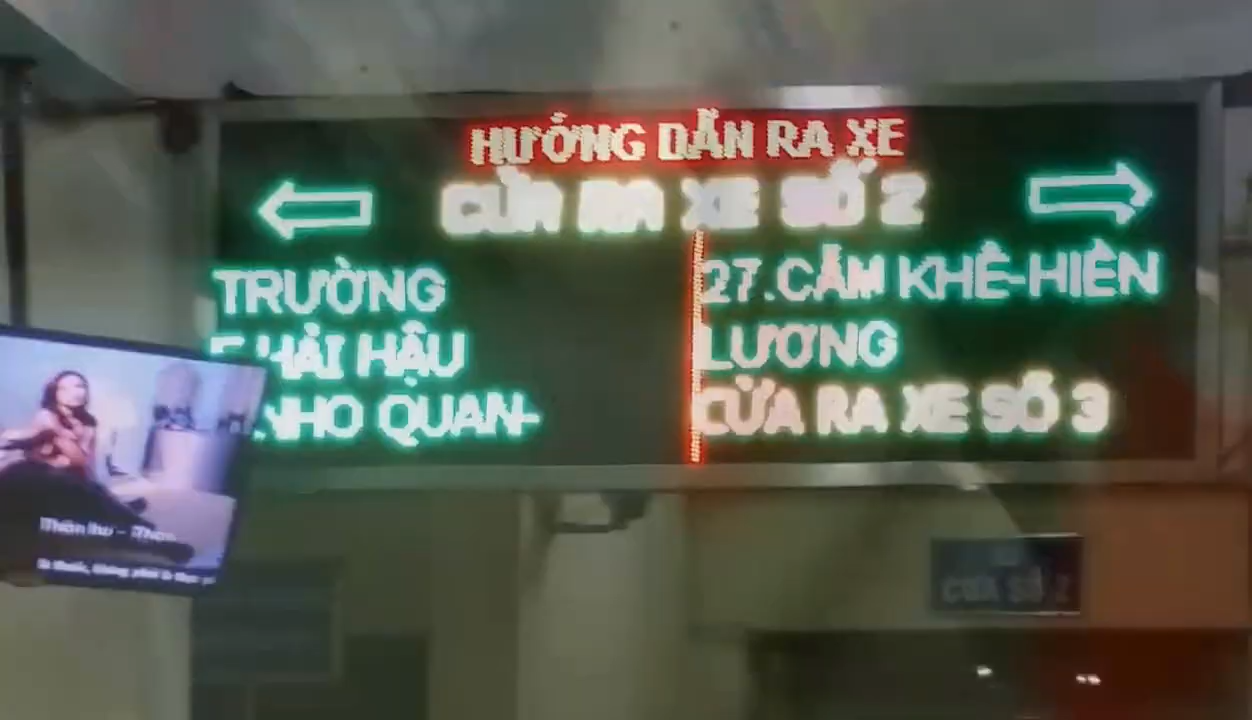 HƯỚNG DẪN RA XE
CỬA RA XE SỐ 2
TRƯỜNG
HẢI HẬU
NHO QUAN-
27.CẨM KHÊ-HIỀN
LƯƠNG
CỬA RA XE SỐ 3
CỬA SỐ 2